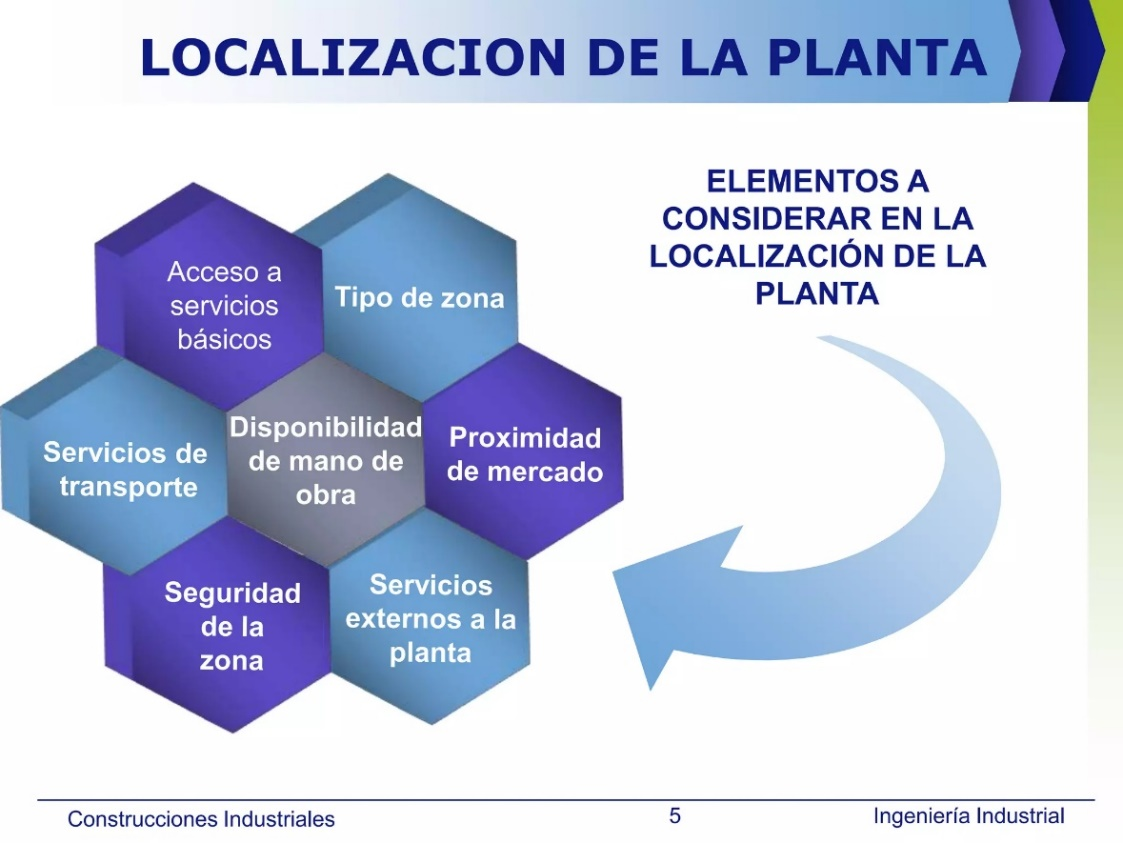 LOCALIZACION DE LA PLANTA
ELEMENTOS A
CONSIDERAR EN LA
LOCALIZACIÓN DE LA
PLANTA
Acceso a
servicios
básicos
Tipo de zona
Servicios de
transporte
Disponibilidad
de mano de
obra
Proximidad
de mercado
Seguridad
de la
zona
Servicios
externos a la
planta
Construcciones Industriales
5
Ingeniería Industrial